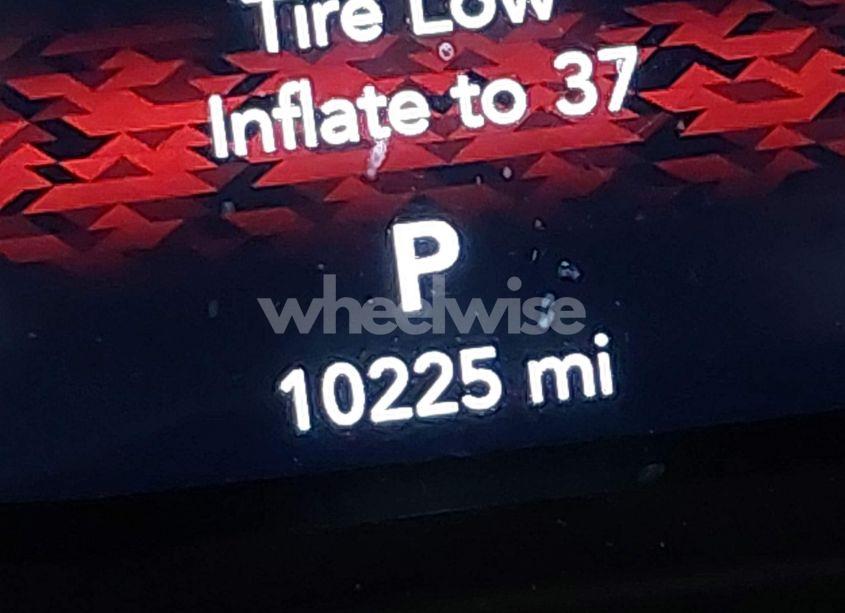 Tire Low
Inflate to 37
P
wheelwise
10225 mi